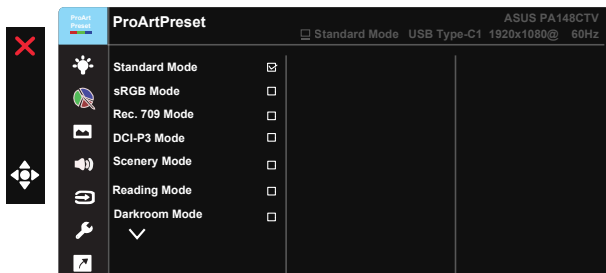 ProArt
Preset
ProArtPreset
ASUS PA148CTV
Standard Mode USB Type-C1 1920x1080@ 60Hz
Standard Mode
sRGB Mode
Rec. 709 Mode
DCI-P3 Mode
Scenery Mode
Reading Mode
Darkroom Mode